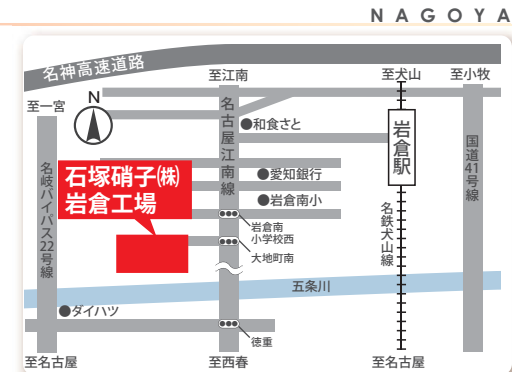 NAGOYA
名神高速道路
至江南
至犬山
至小牧
至一宮
N
名古屋江南線
●和食さと
岩倉駅
国道41号線
名岐バイパス22号線
石塚硝子㈱
岩倉工場
●愛知銀行
●岩倉南小
岩倉南
小学校西
大地町南
名鉄犬山線
五条川
●ダイハツ
徳重
至名古屋
至西春
至名古屋